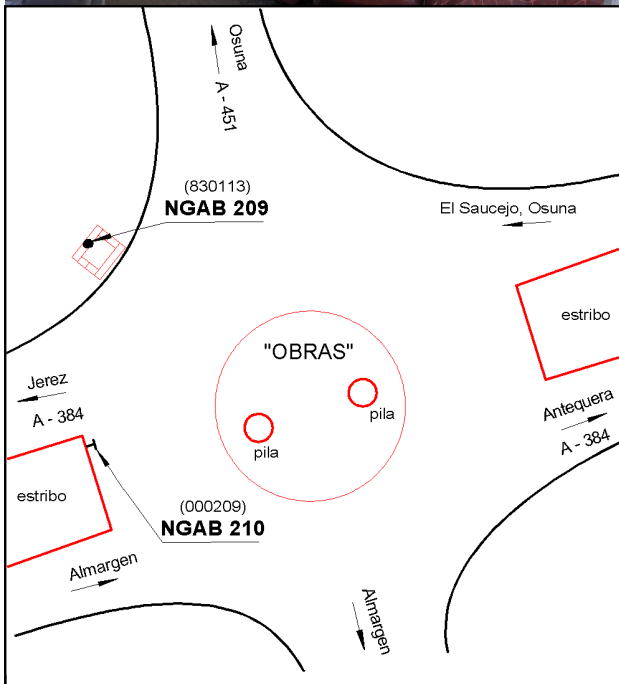 Osuna
A - 451
(830113)
NGAB 209
El Saucejo, Osuna
estribo
"OBRAS"
Jerez
A - 384
pila
pila
Antequera
A - 384
estribo
(000209)
NGAB 210
Almargen
Almargen